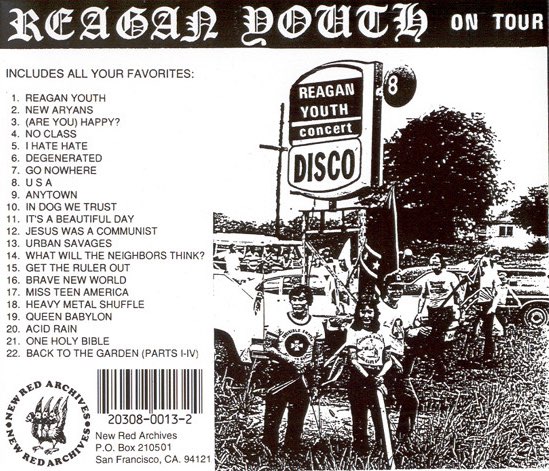 REAGAN YOUTH ON TOUR
INCLUDES ALL YOUR FAVORITES:
1. REAGAN YOUTH
2. NEW ARYANS
3. (ARE YOU) HAPPY?
4. NO CLASS
5. I HATE HATE
6. DEGENERATED
7. GO NOWHERE
8. U S A
9. ANYTOWN
10. IN DOG WE TRUST
11. IT'S A BEAUTIFUL DAY
12. JESUS WAS A COMMUNIST
13. URBAN SAVAGES
14. WHAT WILL THE NEIGHBORS THINK?
15. GET THE RULER OUT
16. BRAVE NEW WORLD
17. MISS TEEN AMERICA
18. HEAVY METAL SHUFFLE
19. QUEEN BABYLON
20. ACID RAIN
21. ONE HOLY BIBLE
22. BACK TO THE GARDEN (PARTS I-IV)
8
REAGAN
YOUTH
concert
DISCO
NEW RED ARCHIVES
NEW RED ARCHIVES
20308-0013-2
New Red Archives
P.O. Box 210501
San Francisco, CA. 94121